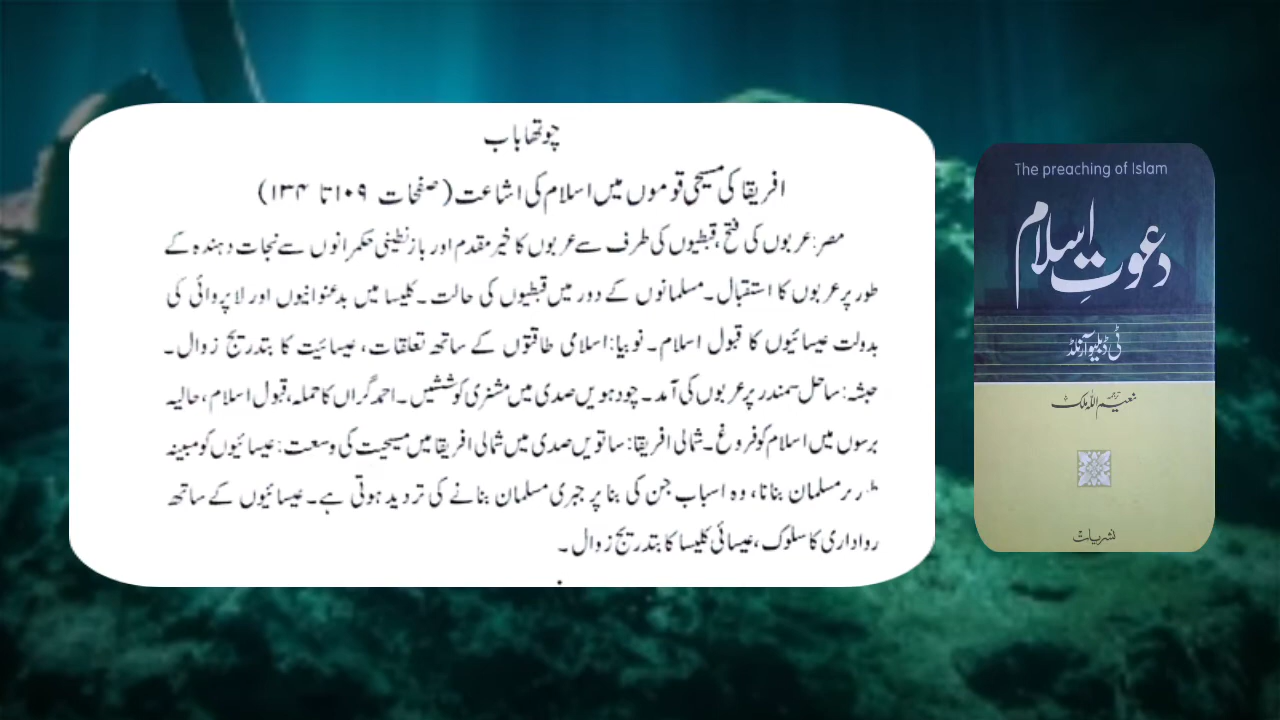 چوتھا باب
افریقا کی مسیحی قوموں میں اسلام کی اشاعت (صفحات ۱۰۹ تا ۱۳۴)
مصر: عربوں کی فتح، قبطیوں کی طرف سے عربوں کا خیر مقدم اور بازنطینی حکمرانوں سے نجات دہندہ کے
طور پر عربوں کا استقبال۔ مسلمانوں کے دور میں قبطیوں کی حالت۔ کلیسا میں بدعنوانیوں اور لاپروائی کی
بدولت عیسائیوں کا قبول اسلام۔ نوبیا: اسلامی طاقتوں کے ساتھ تعلقات، عیسائیت کا بتدریج زوال۔
حبشہ: ساحل سمندر پر عربوں کی آمد۔ چودہویں صدی میں مشنری کوششیں۔ احمد گراں کا حملہ، قبول اسلام، حالیہ
برسوں میں اسلام کو فروغ۔ شمالی افریقا: ساتویں صدی میں شمالی افریقا میں مسیحیت کی وسعت: عیسائیوں کو مبینہ
پر مسلمان بنانا، وہ اسباب جن کی بنا پر جبری مسلمان بنانے کی تردید ہوتی ہے۔ عیسائیوں کے ساتھ
رواداری کا سلوک، عیسائی کلیسا کا بتدریج زوال۔
The preaching of Islam
دعوتِ اسلام
ٹی ڈبلیو آرنلڈ
ترجمہ
نعیم اللہ ملک
نشریات